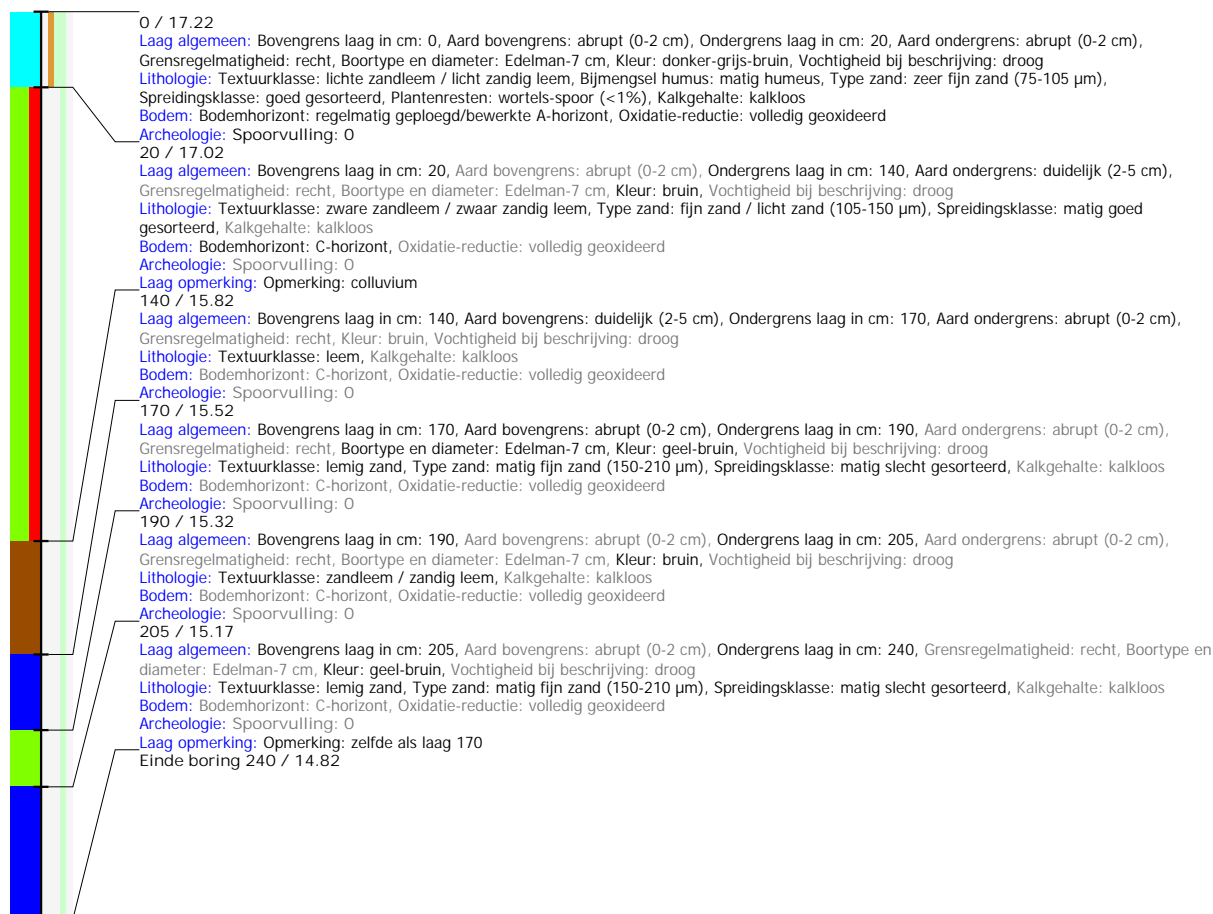 0 / 17.22
Laag algemeen: Bovengrens laag in cm: 0, Aard bovengrens: abrupt (0-2 cm), Ondergrens laag in cm: 20, Aard ondergrens: abrupt (0-2 cm),
Grensregelmatigheid: recht, Boortype en diameter: Edelman-7 cm, Kleur: donker-grijs-bruin, Vochtigheid bij beschrijving: droog
Lithologie: Textuurklasse: lichte zandleem / licht zandig leem, Bijmengsel humus: matig humeus, Type zand: zeer fijn zand (75-105 µm),
Spreidingsklasse: goed gesorteerd, Plantenresten: wortels-spoor (<1%), Kalkgehalte: kalkloos
Bodem: Bodemhorizont: regelmatig geploegd/bewerkte A-horizont, Oxidatie-reductie: volledig geoxideerd
Archeologie: Spoorvulling: 0
20 / 17.02
Laag algemeen: Bovengrens laag in cm: 20, Aard bovengrens: abrupt (0-2 cm), Ondergrens laag in cm: 140, Aard ondergrens: duidelijk (2-5 cm),
Grensregelmatigheid: recht, Boortype en diameter: Edelman-7 cm, Kleur: bruin, Vochtigheid bij beschrijving: droog
Lithologie: Textuurklasse: zware zandleem / zwaar zandig leem, Type zand: fijn zand / licht zand (105-150 µm), Spreidingsklasse: matig goed
gesorteerd, Kalkgehalte: kalkloos
Bodem: Bodemhorizont: C-horizont, Oxidatie-reductie: volledig geoxideerd
Archeologie: Spoorvulling: 0
Laag opmerking: Opmerking: colluvium
140 / 15.82
Laag algemeen: Bovengrens laag in cm: 140, Aard bovengrens: duidelijk (2-5 cm), Ondergrens laag in cm: 170, Aard ondergrens: abrupt (0-2 cm),
Grensregelmatigheid: recht, Kleur: bruin, Vochtigheid bij beschrijving: droog
Lithologie: Textuurklasse: leem, Kalkgehalte: kalkloos
Bodem: Bodemhorizont: C-horizont, Oxidatie-reductie: volledig geoxideerd
Archeologie: Spoorvulling: 0
170 / 15.52
Laag algemeen: Bovengrens laag in cm: 170, Aard bovengrens: abrupt (0-2 cm), Ondergrens laag in cm: 190, Aard ondergrens: abrupt (0-2 cm),
Grensregelmatigheid: recht, Boortype en diameter: Edelman-7 cm, Kleur: geel-bruin, Vochtigheid bij beschrijving: droog
Lithologie: Textuurklasse: lemig zand, Type zand: matig fijn zand (150-210 µm), Spreidingsklasse: matig slecht gesorteerd, Kalkgehalte: kalkloos
Bodem: Bodemhorizont: C-horizont, Oxidatie-reductie: volledig geoxideerd
Archeologie: Spoorvulling: 0
190 / 15.32
Laag algemeen: Bovengrens laag in cm: 190, Aard bovengrens: abrupt (0-2 cm), Ondergrens laag in cm: 205, Aard ondergrens: abrupt (0-2 cm),
Grensregelmatigheid: recht, Boortype en diameter: Edelman-7 cm, Kleur: bruin, Vochtigheid bij beschrijving: droog
Lithologie: Textuurklasse: zandleem / zandig leem, Kalkgehalte: kalkloos
Bodem: Bodemhorizont: C-horizont, Oxidatie-reductie: volledig geoxideerd
Archeologie: Spoorvulling: 0
205 / 15.17
Laag algemeen: Bovengrens laag in cm: 205, Aard bovengrens: abrupt (0-2 cm), Ondergrens laag in cm: 240, Grensregelmatigheid: recht, Boortype en
diameter: Edelman-7 cm, Kleur: geel-bruin, Vochtigheid bij beschrijving: droog
Lithologie: Textuurklasse: lemig zand, Type zand: matig fijn zand (150-210 µm), Spreidingsklasse: matig slecht gesorteerd, Kalkgehalte: kalkloos
Bodem: Bodemhorizont: C-horizont, Oxidatie-reductie: volledig geoxideerd
Archeologie: Spoorvulling: 0
Laag opmerking: Opmerking: zelfde als laag 170
Einde boring 240 / 14.82